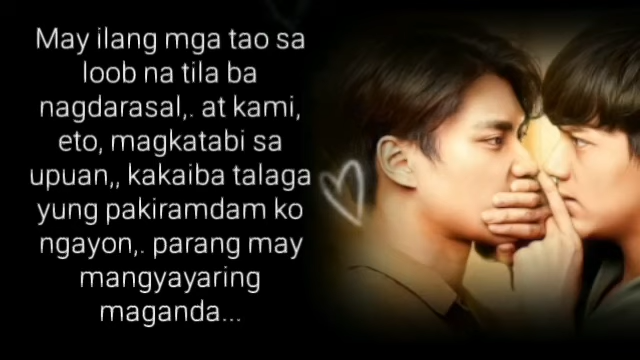 May ilang mga tao sa
loob na tila ba
nagdarasal,. at kami,
eto, magkatabi sa
upuan,, kakaiba talaga
yung pakiramdam ko
ngayon,. parang may
mangyayaring
maganda...